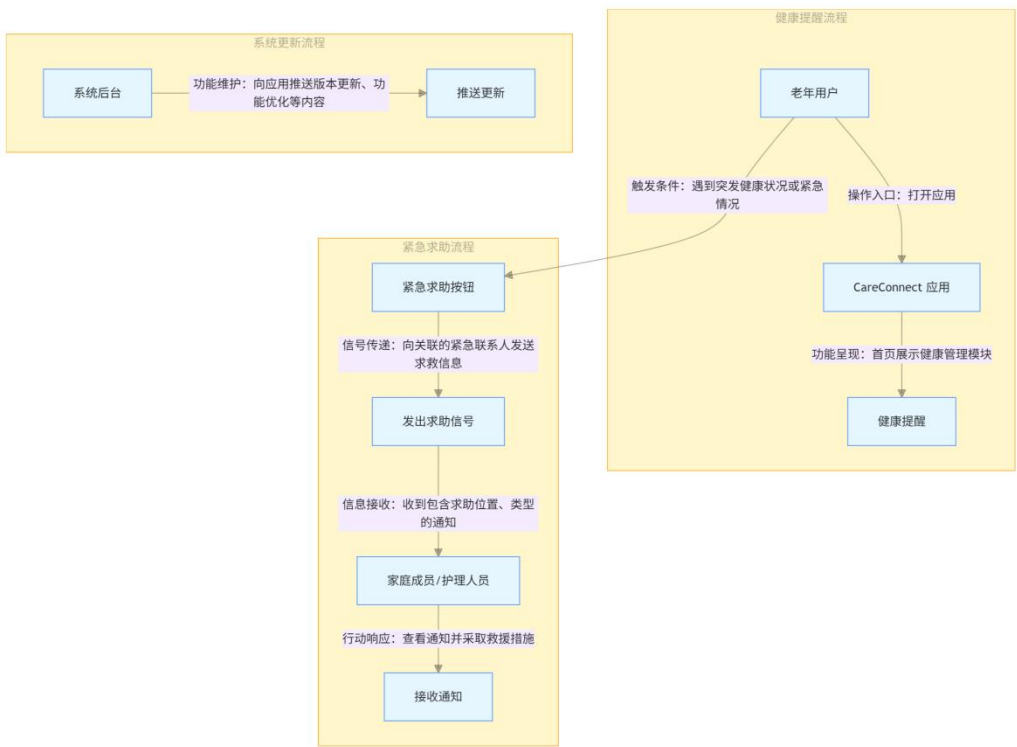 系统更新流程
系统后台
功能维护：向应用推送版本更新、功
能优化等内容
推送更新
健康提醒流程
老年用户
触发条件：遇到突发健康状况或紧急
情况
操作入口：打开应用
CareConnect 应用
功能呈现：首页展示健康管理模块
健康提醒
紧急求助流程
紧急求助按钮
信号传递：向关联的紧急联系人发送
求救信息
发出求助信号
信息接收：收到包含求助位置、类型
的通知
家庭成员/护理人员
行动响应：查看通知并采取救援措施
接收通知